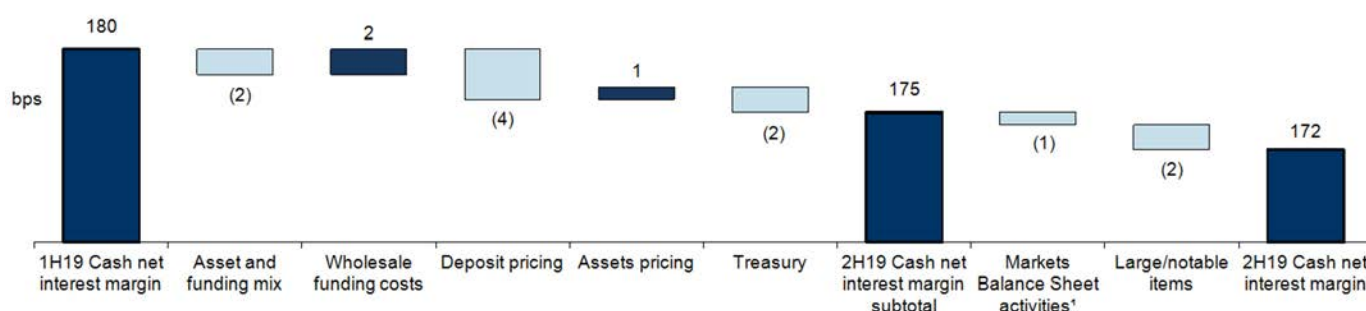 180
2
1
175
172
bps
(2)
(4)
(2)
(1)
(2)
1H19 Cash net
interest margin
Asset and
funding mix
Wholesale
funding costs
Deposit pricing
Assets pricing
Treasury
2H19 Cash net
interest margin
subtotal
Markets
Balance Sheet
activities¹
Large/notable
items
2H19 Cash net
interest margin